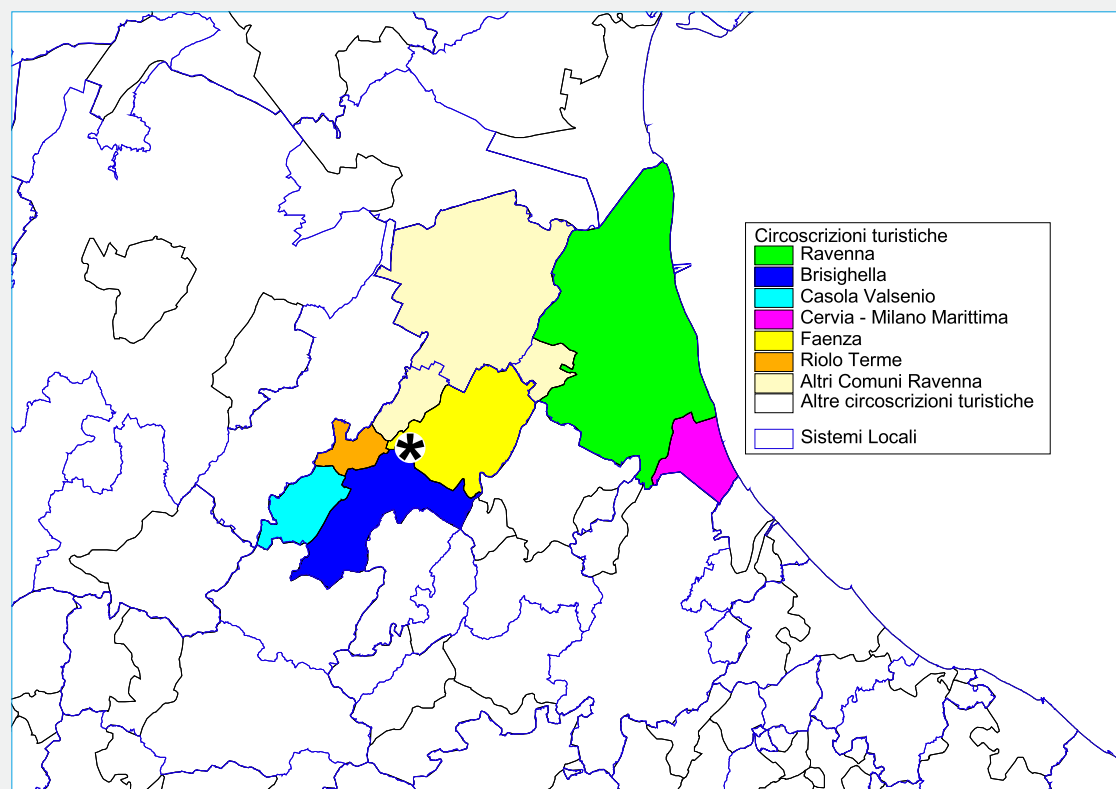 Circoscrizioni turistiche
Ravenna
Brisighella
Casola Valsenio
Cervia - Milano Marittima
Faenza
Riolo Terme
Altri Comuni Ravenna
Altre circoscrizioni turistiche
Sistemi Locali
*